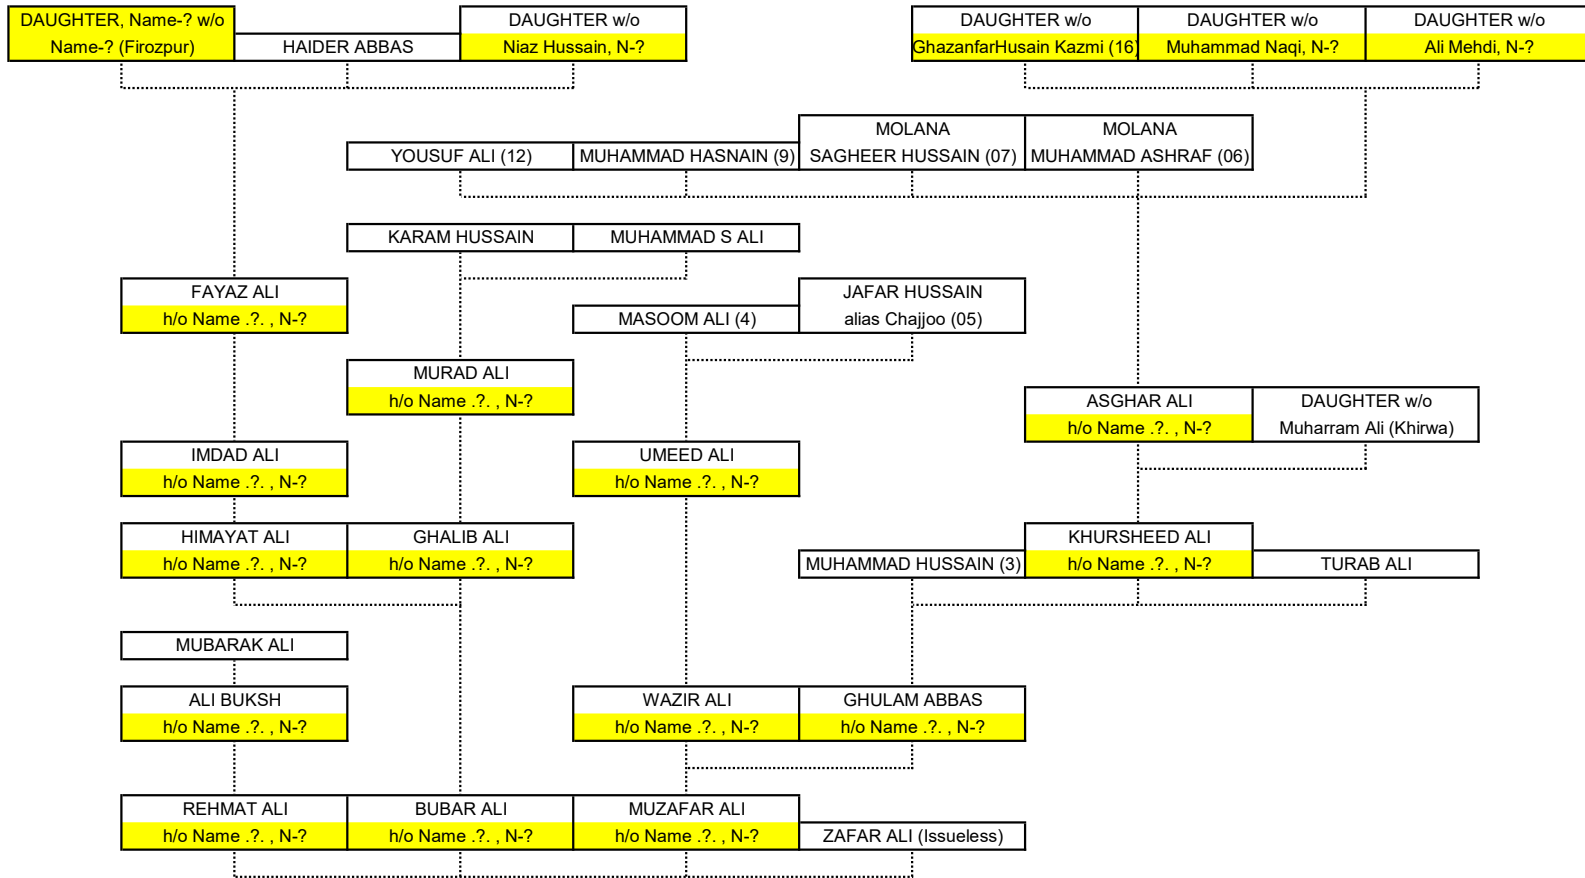 DAUGHTER, Name-? w/o
Name-? (Firozpur)
HAIDER ABBAS
DAUGHTER w/o
Niaz Hussain, N-?
DAUGHTER w/o
GhazanfarHusain Kazmi (16)
DAUGHTER w/o
Muhammad Naqi, N-?
DAUGHTER w/o
Ali Mehdi, N-?
YOUSUF ALI (12)
MUHAMMAD HASNAIN (9)
MOLANA
SAGHEER HUSSAIN (07)
MOLANA
MUHAMMAD ASHRAF (06)
KARAM HUSSAIN
MUHAMMAD S ALI
FAYAZ ALI
h/o Name .?. , N-?
MASOOM ALI (4)
JAFAR HUSSAIN
alias Chajjoo (05)
MURAD ALI
h/o Name .?. , N-?
ASGHAR ALI
h/o Name .?. , N-?
DAUGHTER w/o
Muharram Ali (Khirwa)
IMDAD ALI
h/o Name .?. , N-?
UMEED ALI
h/o Name .?. , N-?
HIMAYAT ALI
h/o Name .?. , N-?
GHALIB ALI
h/o Name .?. , N-?
MUHAMMAD HUSSAIN (3)
KHURSHEED ALI
h/o Name .?. , N-?
TURAB ALI
MUBARAK ALI
ALI BUKSH
h/o Name .?. , N-?
WAZIR ALI
h/o Name .?. , N-?
GHULAM ABBAS
h/o Name .?. , N-?
REHMAT ALI
h/o Name .?. , N-?
BUBAR ALI
h/o Name .?. , N-?
MUZAFAR ALI
h/o Name .?. , N-?
ZAFAR ALI (Issueless)